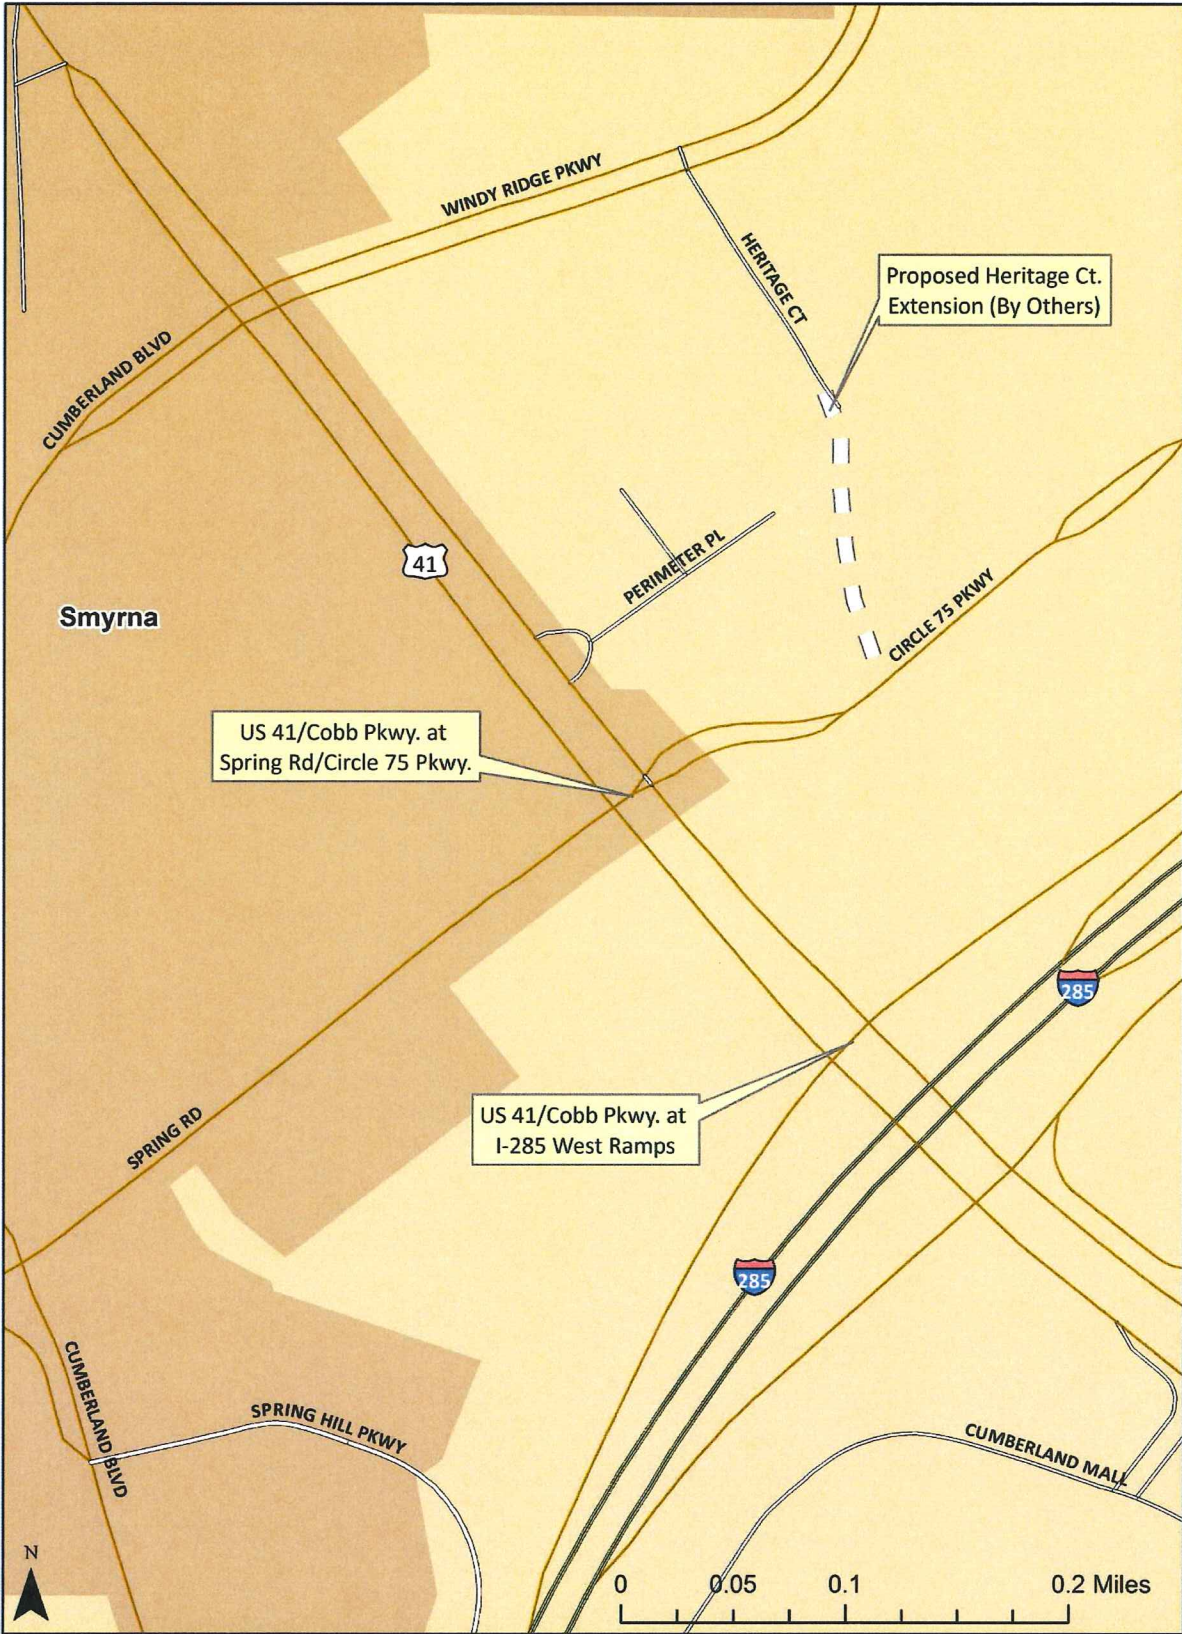 WINDY RIDGE PKWY
HERITAGE CT
Proposed Heritage Ct.
Extension (By Others)
CUMBERLAND BLVD
41
PERIMETER PL
CIRCLE 75 PKWY
Smyrna
US 41/Cobb Pkwy. at
Spring Rd/Circle 75 Pkwy.
285
US 41/Cobb Pkwy. at
I-285 West Ramps
SPRING RD
285
CUMBERLAND BLVD
SPRING HILL PKWY
CUMBERLAND MALL
N
0 0.05 0.1 0.2 Miles